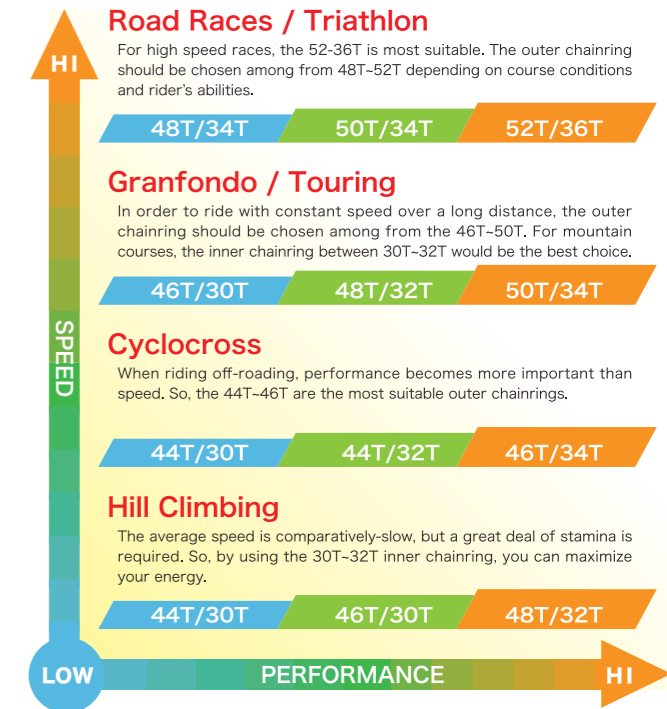 HI
Road Races / Triathlon
For high speed races, the 52-36T is most suitable. The outer chainring
should be chosen among from 48T~52T depending on course conditions
and rider's abilities.
48T/34T 50T/34T 52T/36T
Granfondo / Touring
In order to ride with constant speed over a long distance, the outer
chainring should be chosen among from the 46T~50T. For mountain
courses, the inner chainring between 30T~32T would be the best choice.
46T/30T 48T/32T 50T/34T
SPEED
Cyclocross
When riding off-roading, performance becomes more important than
speed. So, the 44T~46T are the most suitable outer chainrings.
44T/30T 44T/32T 46T/34T
Hill Climbing
The average speed is comparatively-slow, but a great deal of stamina is
required. So, by using the 30T~32T inner chainring, you can maximize
your energy.
44T/30T 46T/30T 48T/32T
LOW PERFORMANCE HI